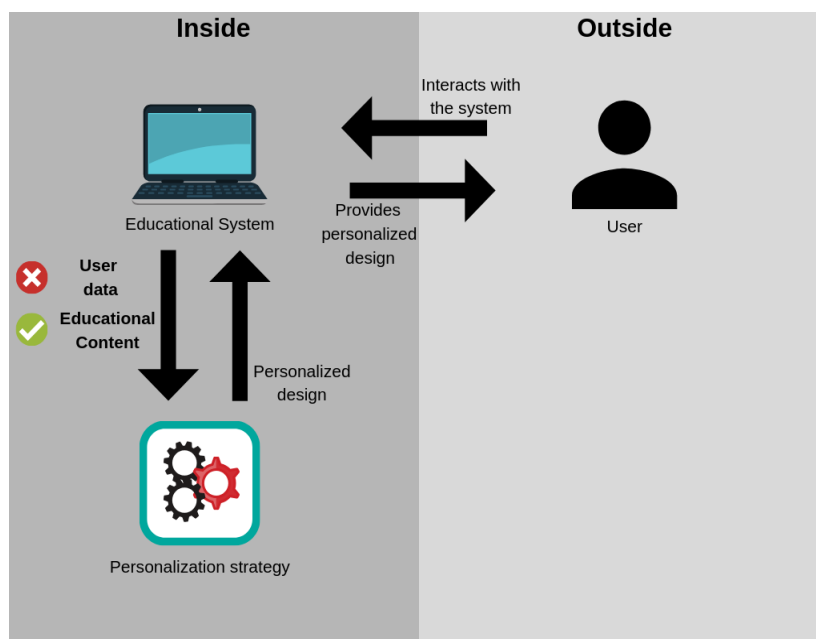 Inside
Outside
Interacts with
the system
Educational System
Provides
personalized
design
User
User
data
Educational
Content
Personalized
design
Personalization strategy